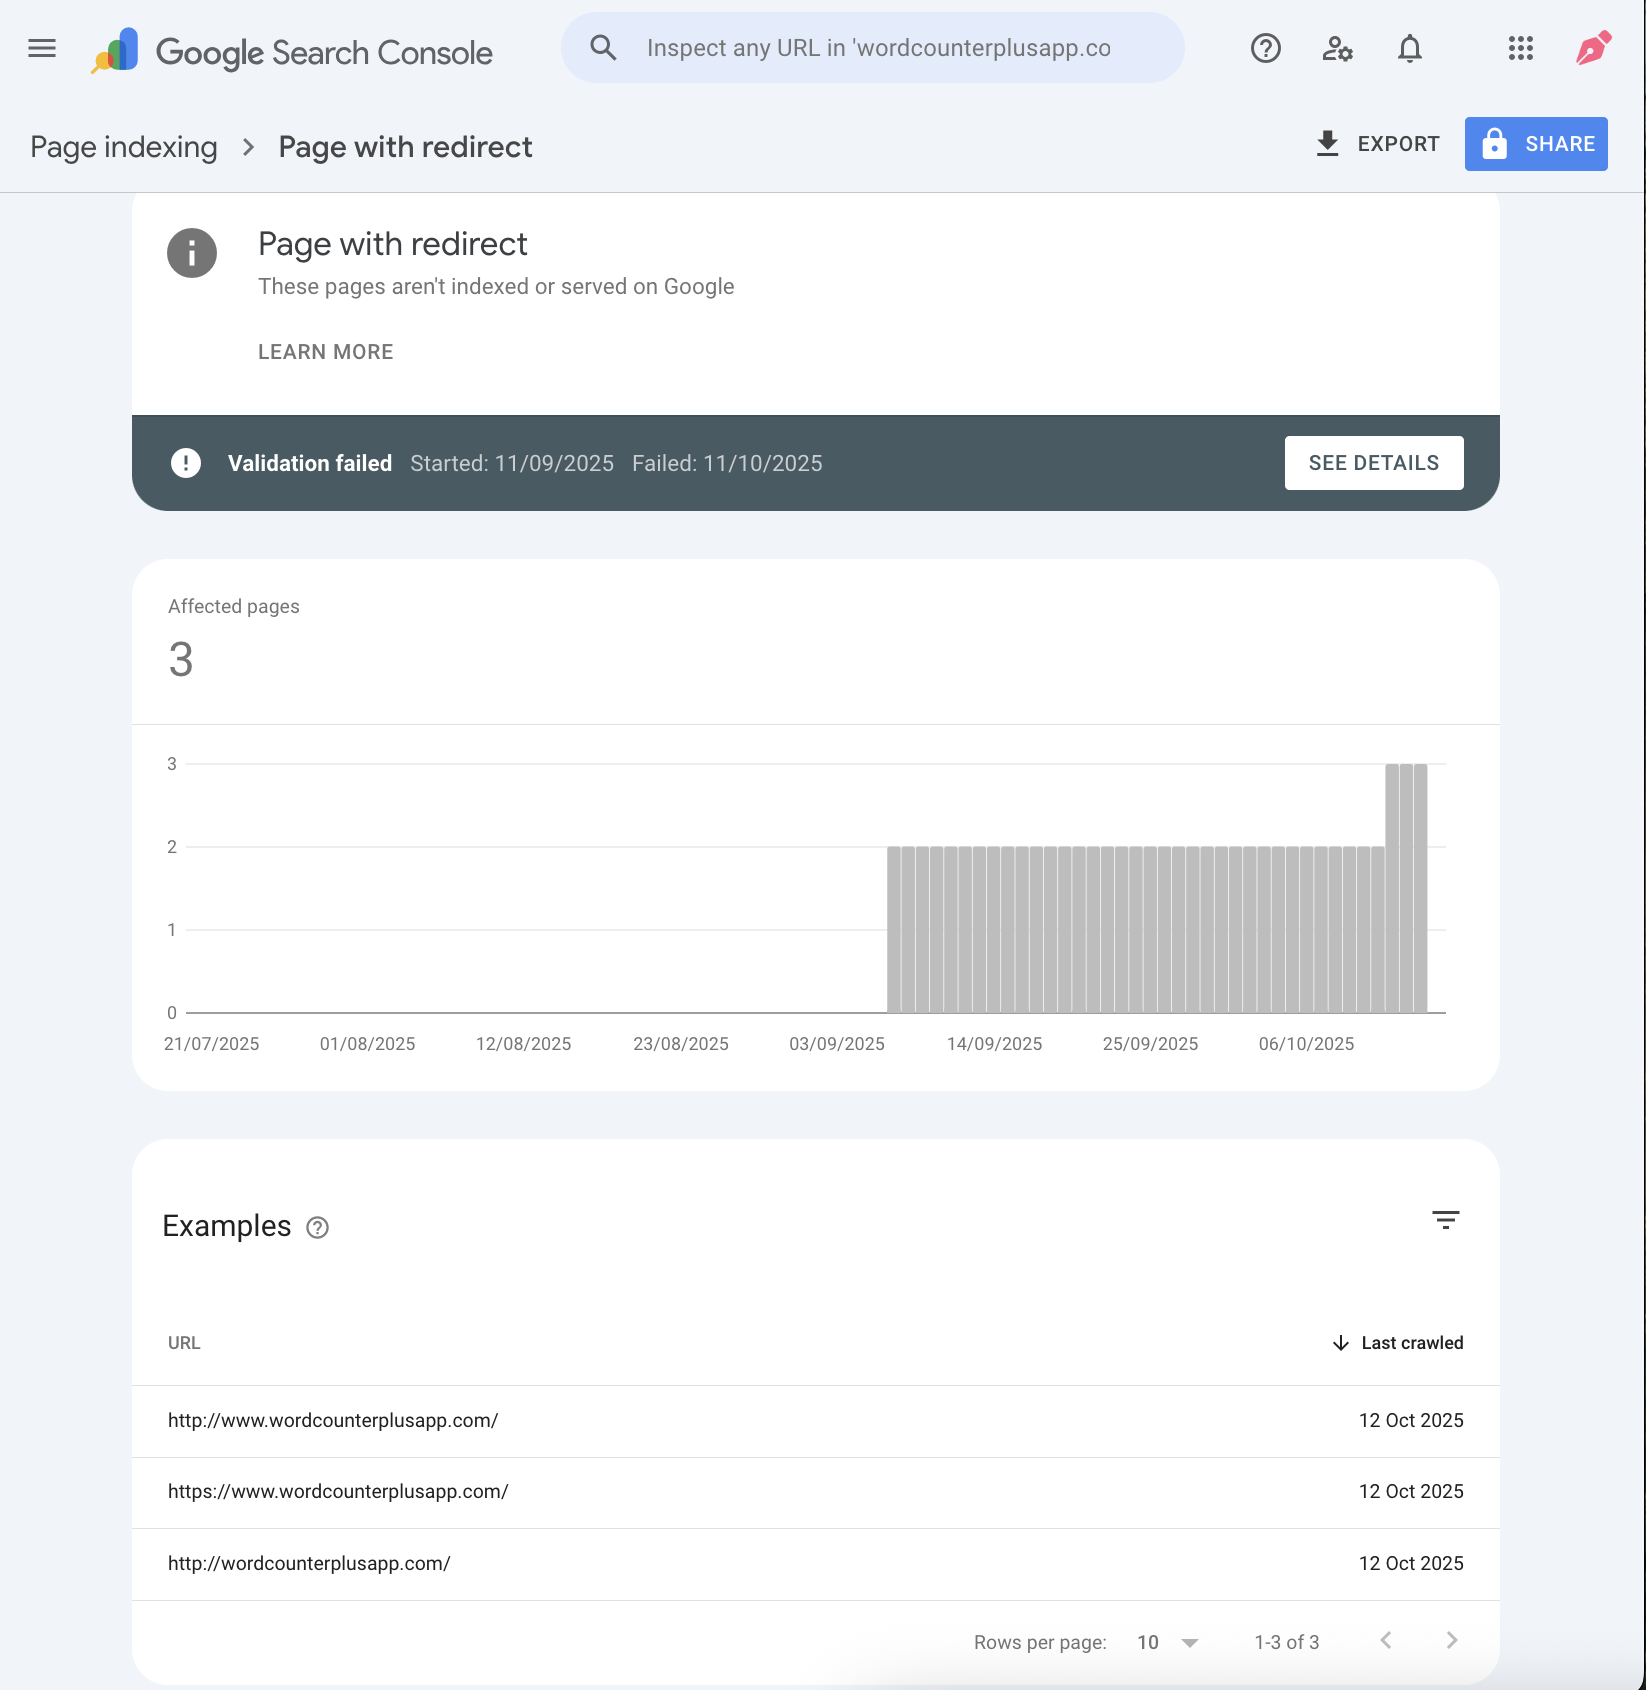 Google Search Console
Inspect any URL in 'wordcounterplusapp.co
Page indexing > Page with redirect
EXPORT
SHARE
Page with redirect
These pages aren't indexed or served on Google
LEARN MORE
Validation failed Started: 11/09/2025 Failed: 11/10/2025
SEE DETAILS
Affected pages
3
3
2
1
0
21/07/2025 01/08/2025 12/08/2025 23/08/2025 03/09/2025 14/09/2025 25/09/2025 06/10/2025
Examples
URL Last crawled
http://www.wordcounterplusapp.com/ 12 Oct 2025
https://www.wordcounterplusapp.com/ 12 Oct 2025
http://wordcounterplusapp.com/ 12 Oct 2025
Rows per page: 10 1-3 of 3